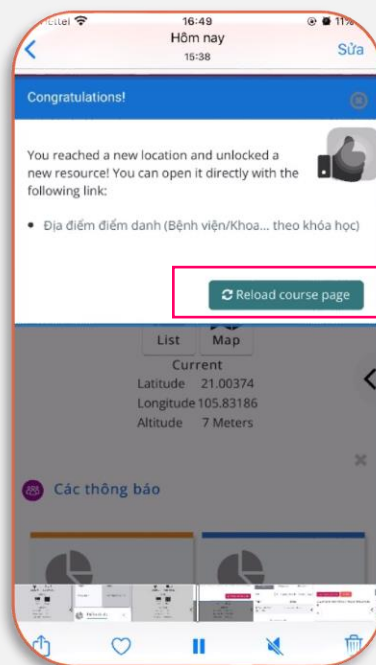 16:49
11%
Hôm nay
15:38
Sửa
Congratulations!
You reached a new location and unlocked a
new resource! You can open it directly with the
following link:
Địa điểm điểm danh (Bệnh viện/Khoa... theo khóa học)
Reload course page
List Map
Current
Latitude 21.00374
Longitude 105.83186
Altitude 7 Meters
Các thông báo